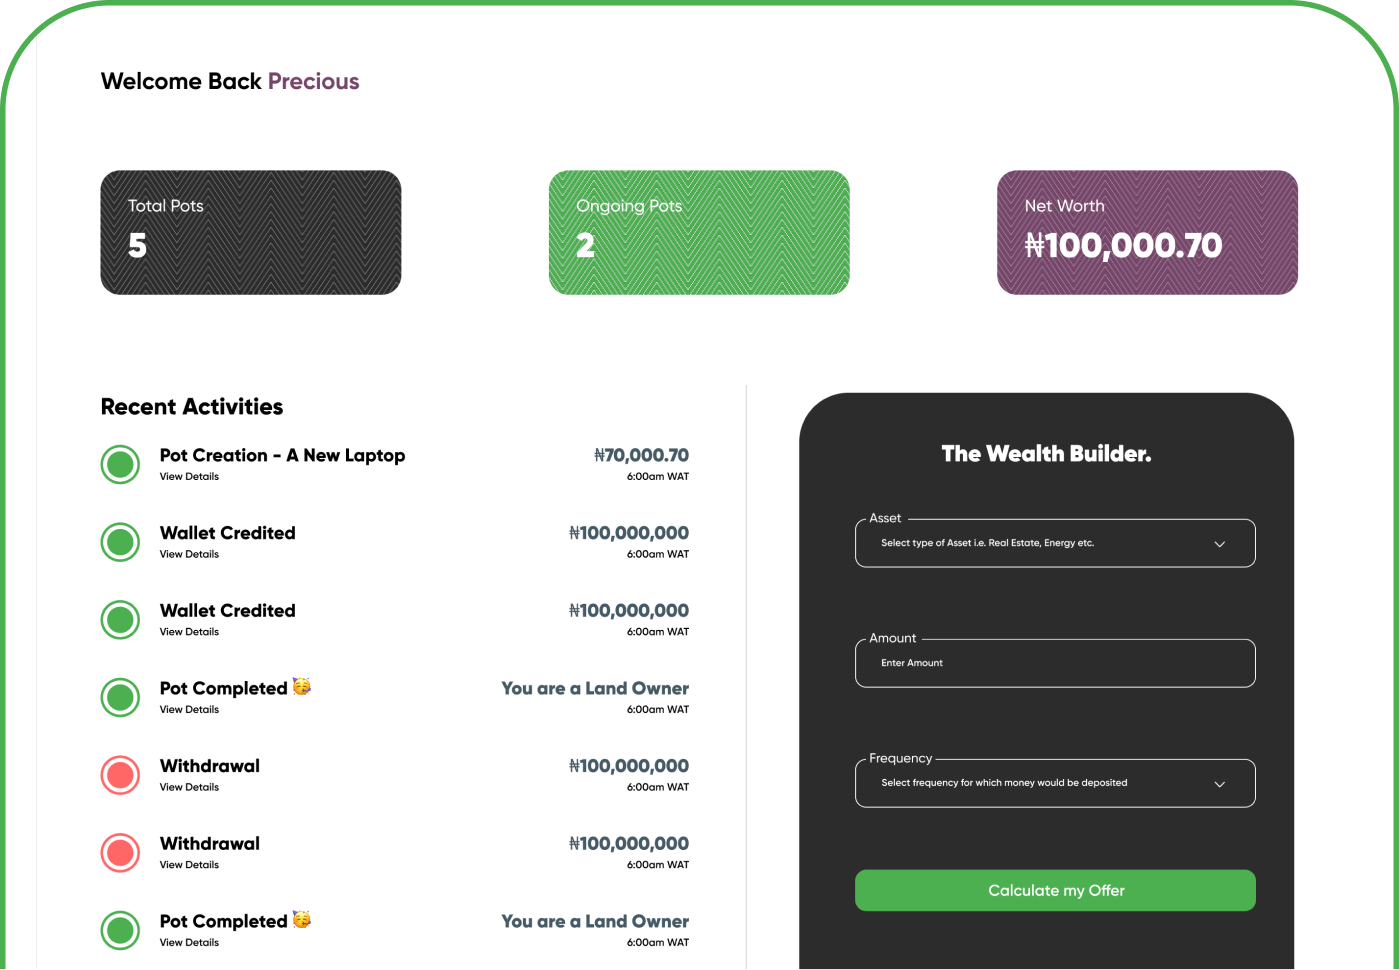 Welcome Back Precious
Total Pots
5
Ongoing Pots
2
Net Worth
₦100,000.70
Recent Activities
Pot Creation - A New Laptop
₦70,000.70
View Details
6:00am WAT
Wallet Credited
₦100,000,000
View Details
6:00am WAT
Wallet Credited
₦100,000,000
View Details
6:00am WAT
Pot Completed 🥳
You are a Land Owner
View Details
6:00am WAT
Withdrawal
₦100,000,000
View Details
6:00am WAT
Withdrawal
₦100,000,000
View Details
6:00am WAT
Pot Completed 🥳
You are a Land Owner
View Details
6:00am WAT
The Wealth Builder.
Asset
Select type of Asset i.e. Real Estate, Energy etc.
Amount
Enter Amount
Frequency
Select frequency for which money would be deposited
Calculate my Offer